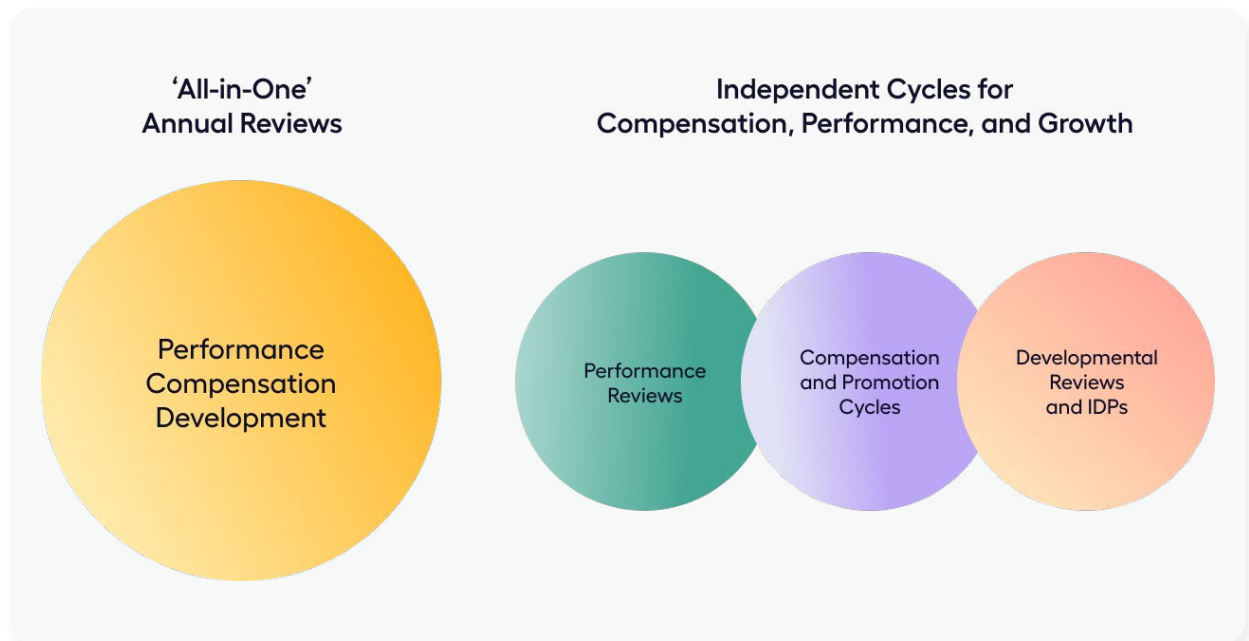 ‘All-in-One’
Annual Reviews
Independent Cycles for
Compensation, Performance, and Growth
Performance
Compensation
Development
Performance
Reviews
Compensation
and Promotion
Cycles
Developmental
Reviews
and IDPs